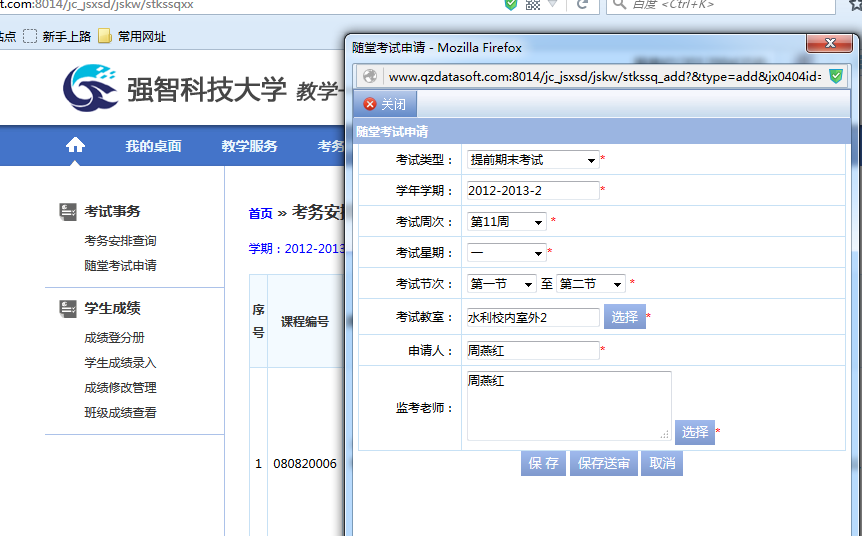 t.com:8014/jc_jsxsd/jskw/stkssqxx
百度 <Ctrl+K>
站点 新手上路 常用网址
强智科技大学 教学一
我的桌面 教学服务 考务
考试事务
考务安排查询
随堂考试申请
学生成绩
成绩登分册
学生成绩录入
成绩修改管理
班级成绩查看
首页 » 考务安排
学期：2012-2013
序号 课程编号
1 080820006
随堂考试申请 - Mozilla Firefox
www.qzdatasoft.com:8014/jc_jsxsd/jskw/stkssq_add?&type=add&jx0404id=
关闭
随堂考试申请
考试类型： 提前期末考试 *
学年学期： 2012-2013-2 *
考试周次： 第11周 *
考试星期： 一 *
考试节次： 第一节 至 第二节 *
考试教室： 水利校内室外2 选择 *
申请人： 周燕红 *
监考老师： 周燕红 选择 *
保 存 保存送审 取消